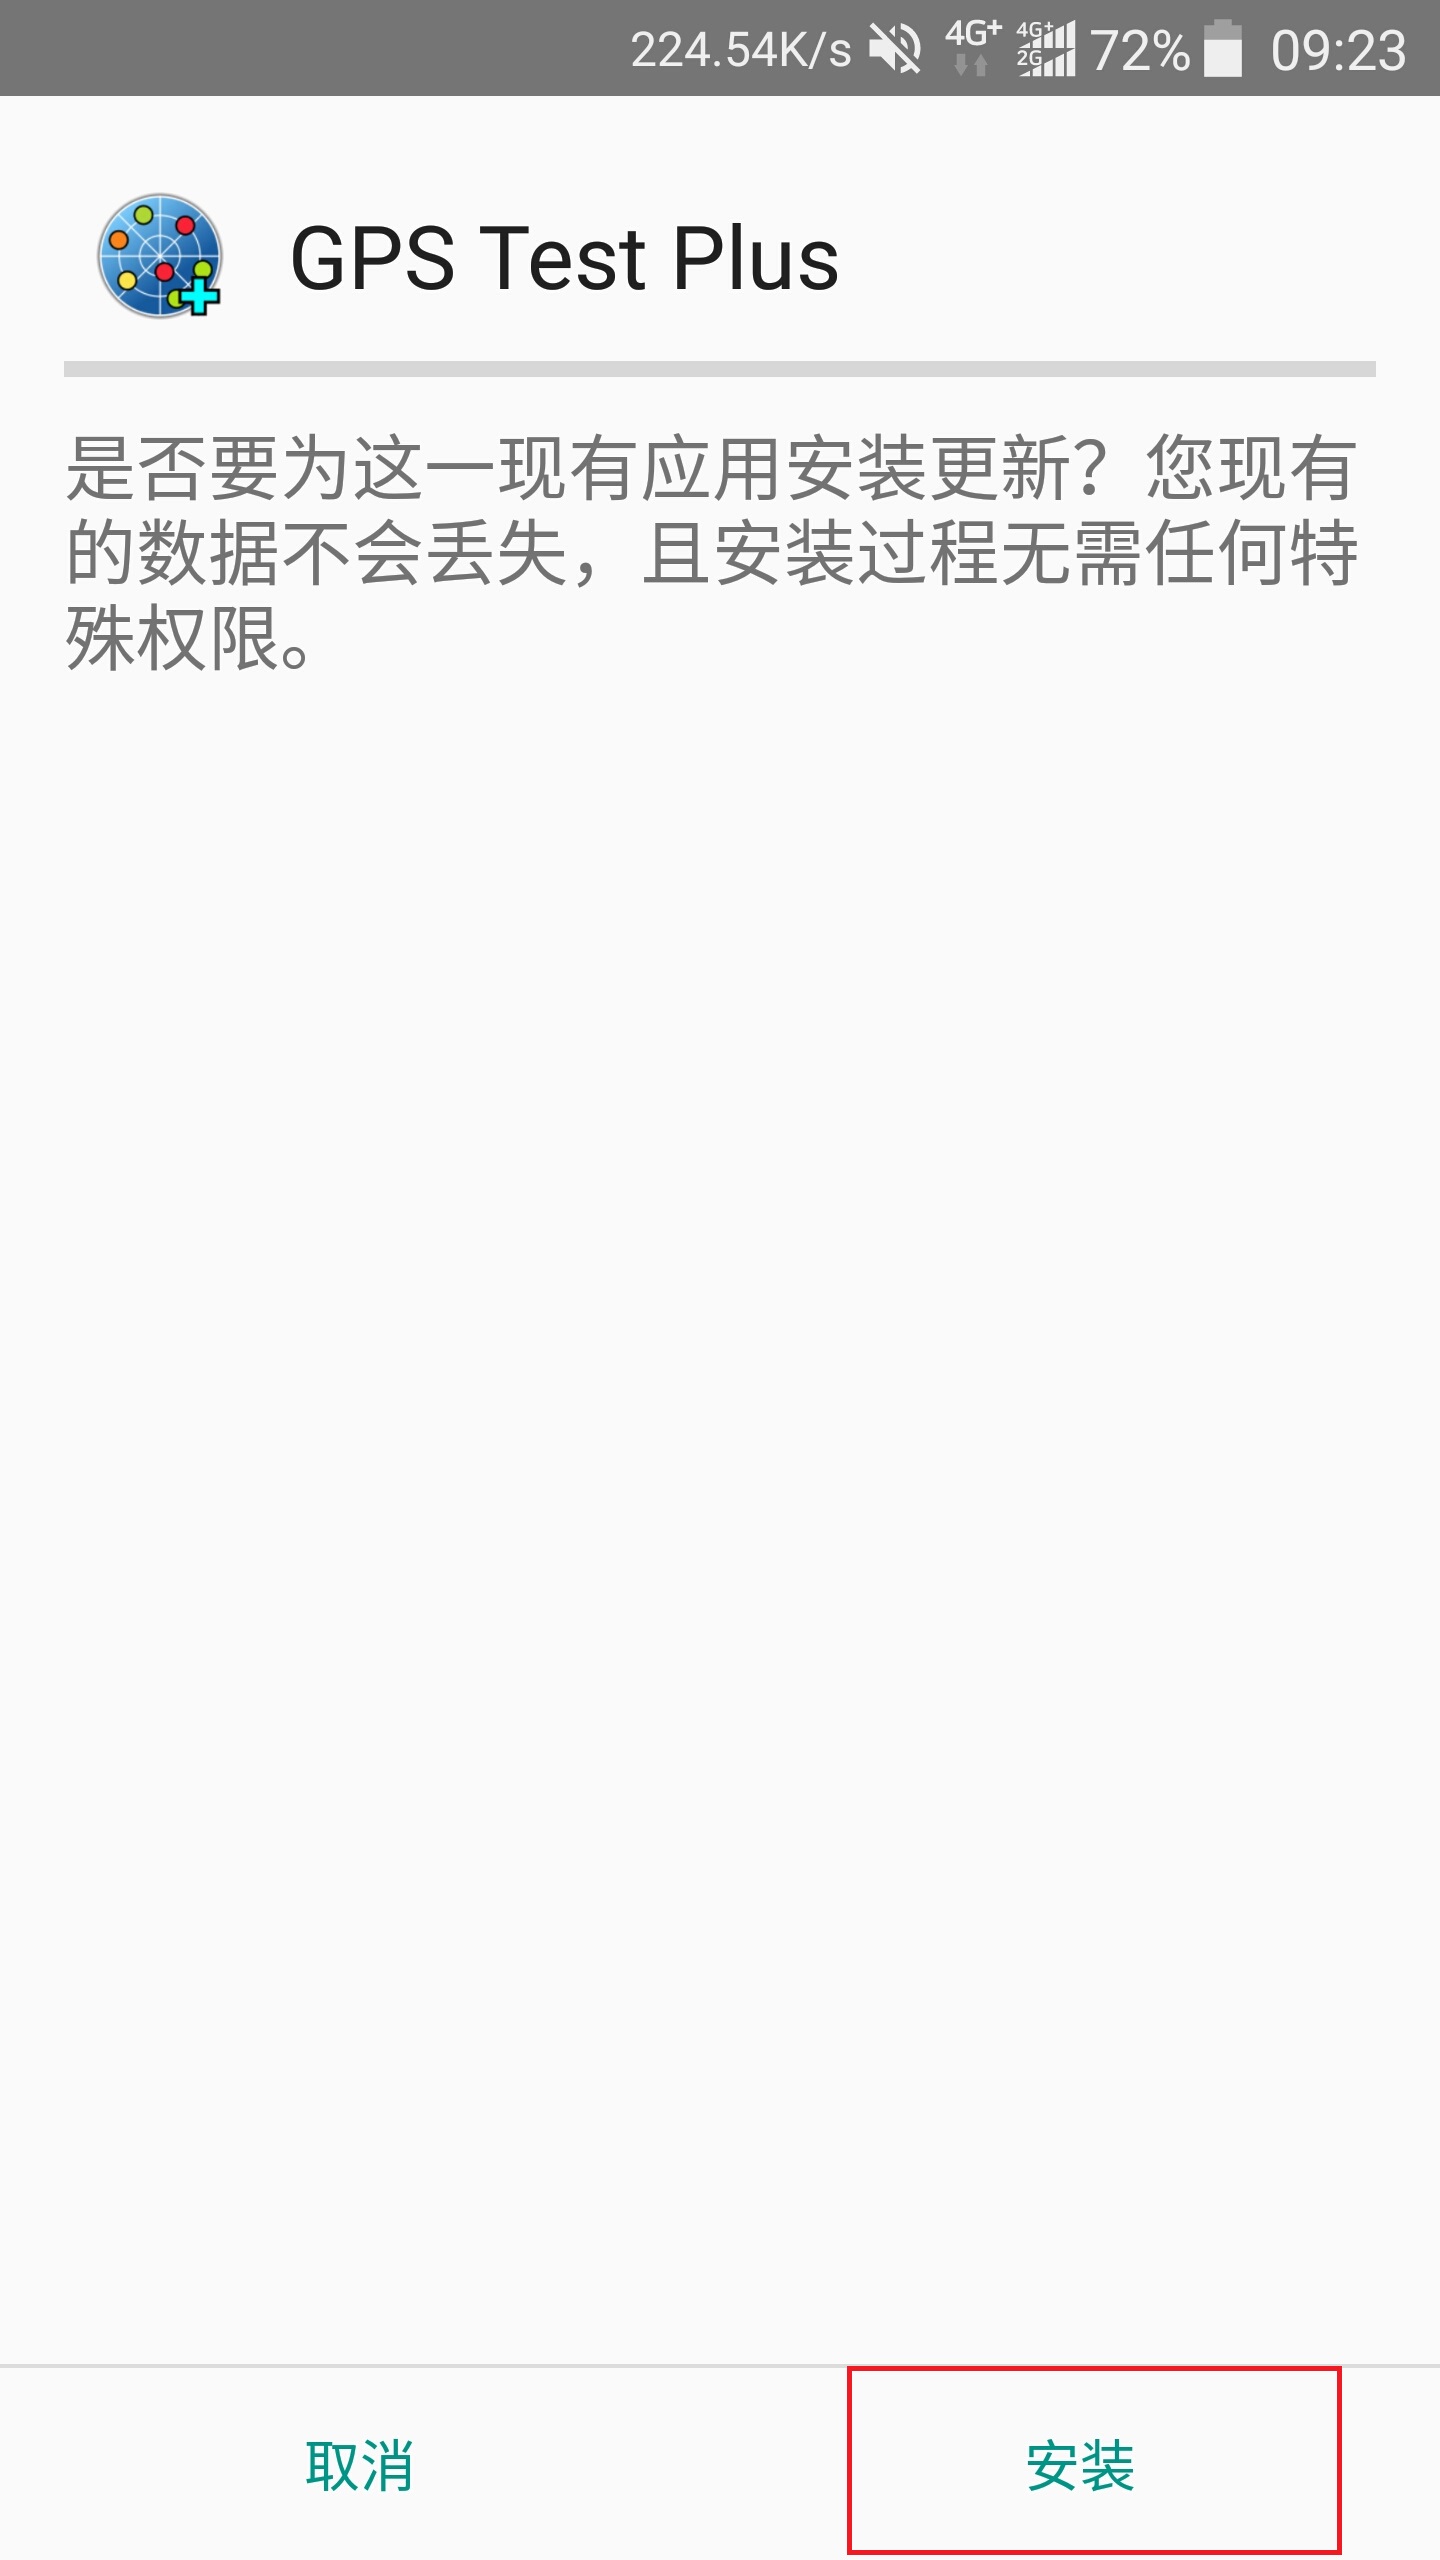 224.54K/s 4G+ 4G+ 2G 72% 09:23
GPS Test Plus
是否要为这一现有应用安装更新？您现有
的数据不会丢失，且安装过程无需任何特
殊权限。
取消 安装